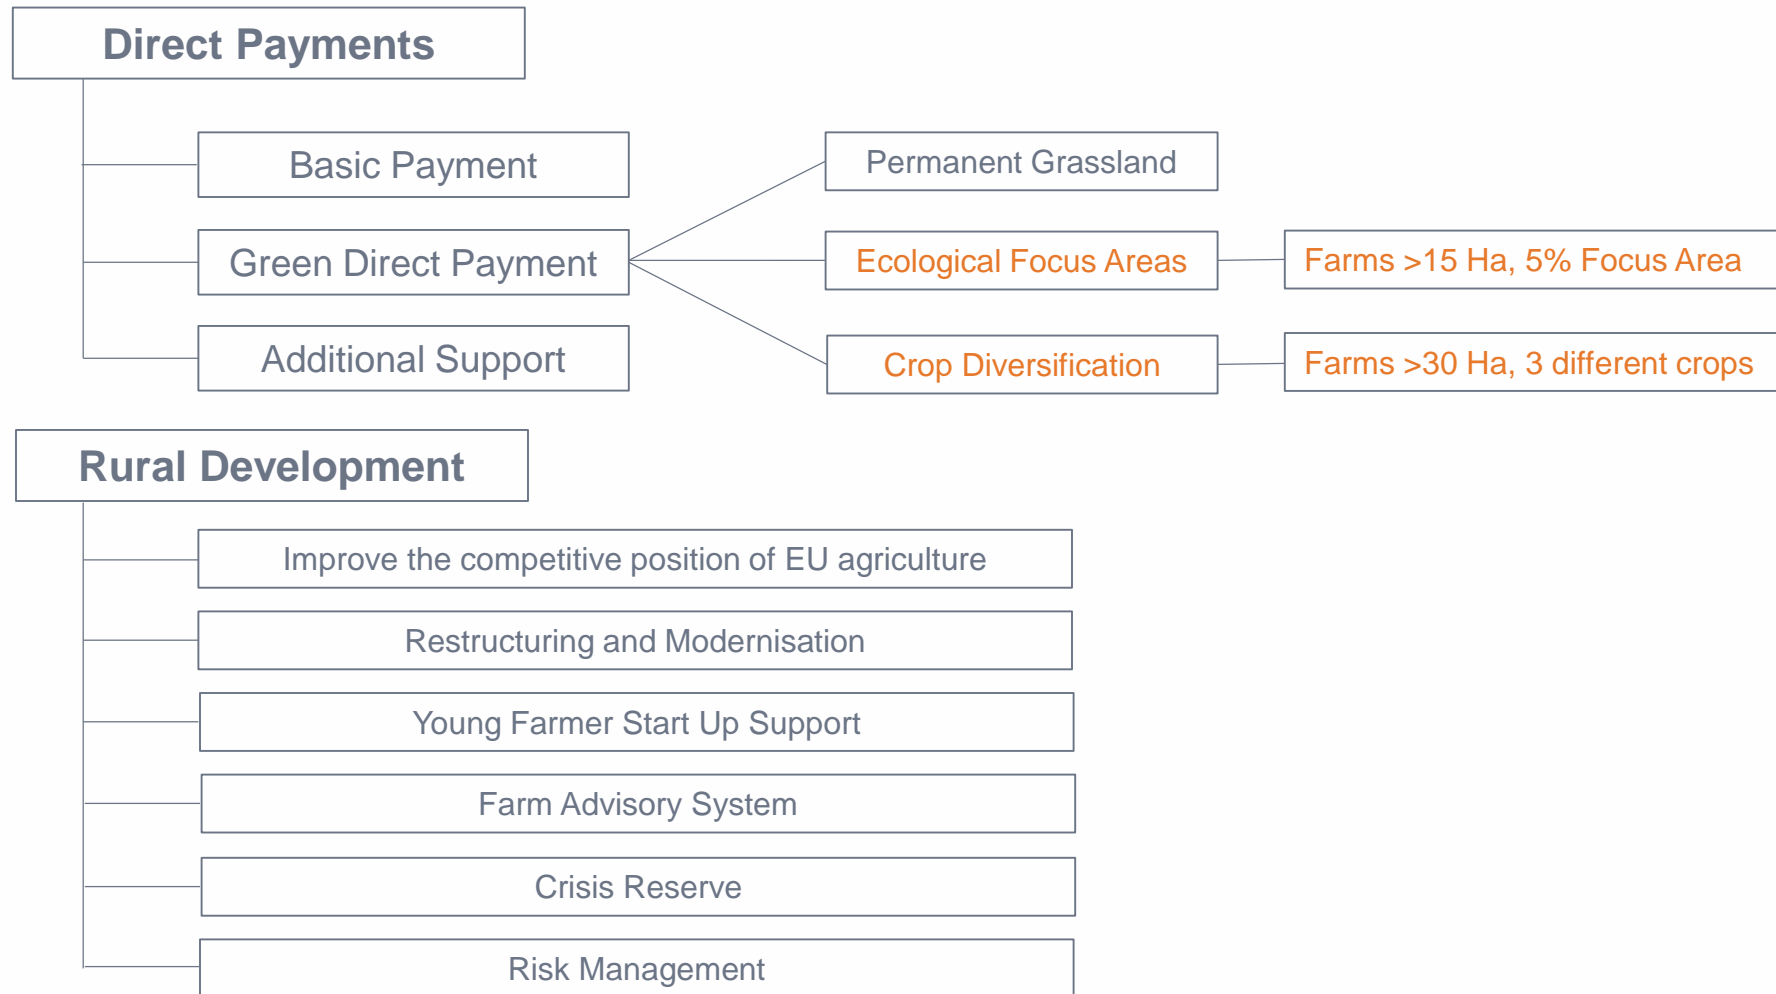 Direct Payments
Basic Payment
Permanent Grassland
Green Direct Payment
Ecological Focus Areas
Farms >15 Ha, 5% Focus Area
Additional Support
Crop Diversification
Farms >30 Ha, 3 different crops
Rural Development
Improve the competitive position of EU agriculture
Restructuring and Modernisation
Young Farmer Start Up Support
Farm Advisory System
Crisis Reserve
Risk Management